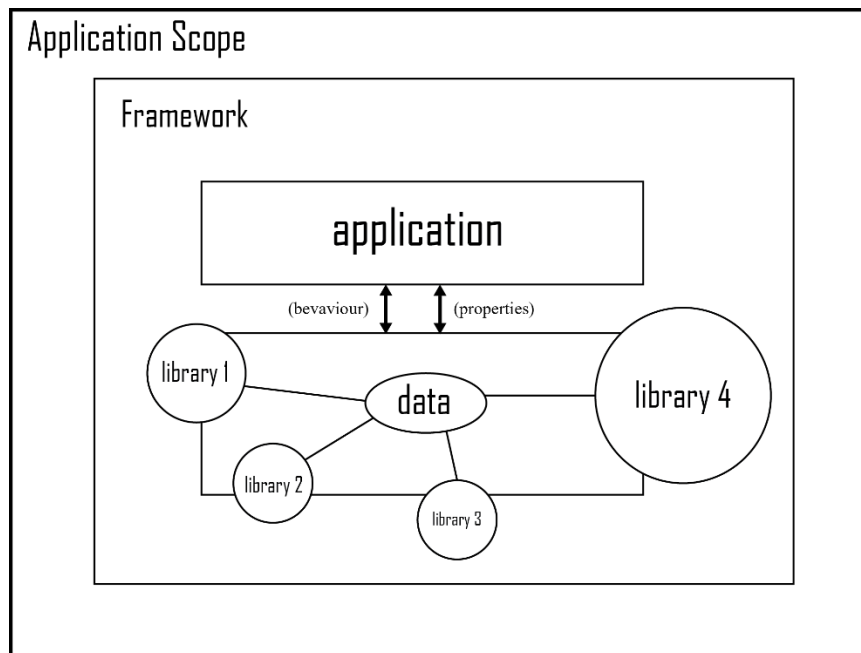 Application Scope
Framework
application
(bevaviour)
(properties)
library 1
data
library 4
library 2
library 3